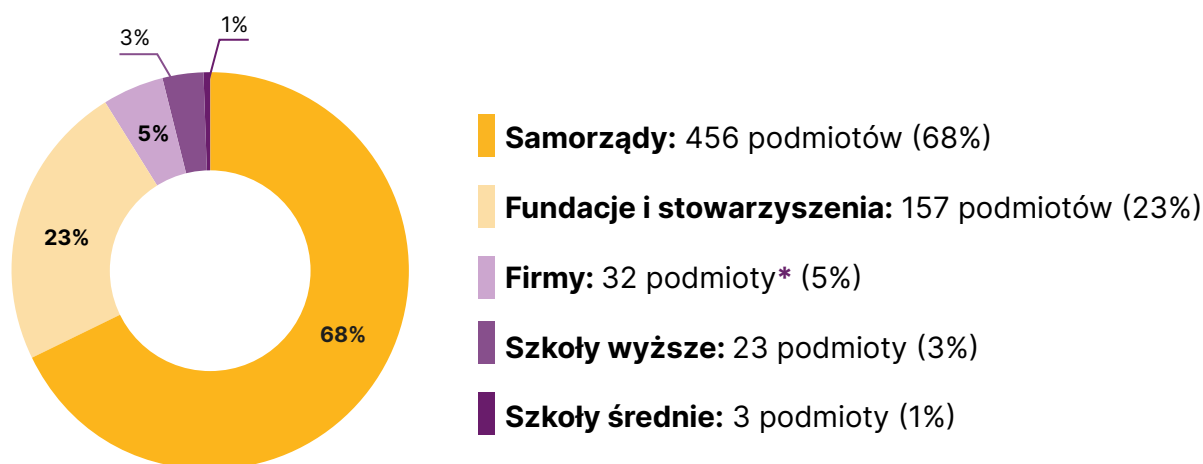 3%
1%
5%
23%
68%
Samorządy: 456 podmiotów (68%)
Fundacje i stowarzyszenia: 157 podmiotów (23%)
Firmy: 32 podmioty* (5%)
Szkoły wyższe: 23 podmioty (3%)
Szkoły średnie: 3 podmioty (1%)